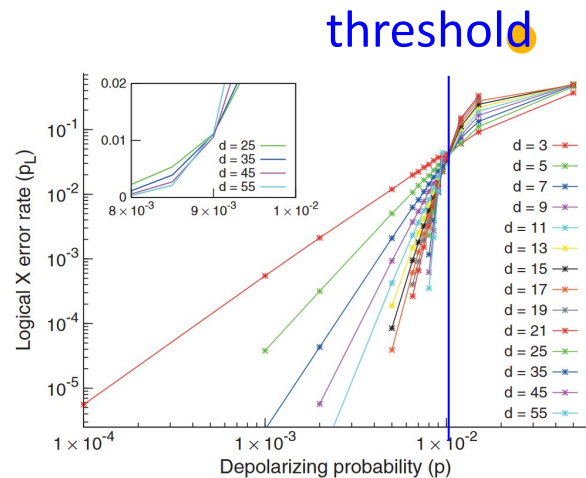 threshold
0.02
0.01
0
8 × 10⁻³
9 × 10⁻³
1 × 10⁻²
d = 25
d = 35
d = 45
d = 55
Logical X error rate (pL)
10⁻¹
10⁻²
10⁻³
10⁻⁴
10⁻⁵
d = 3
d = 5
d = 7
d = 9
d = 11
d = 13
d = 15
d = 17
d = 19
d = 21
d = 25
d = 35
d = 45
d = 55
1 × 10⁻⁴
1 × 10⁻³
1 × 10⁻²
Depolarizing probability (p)